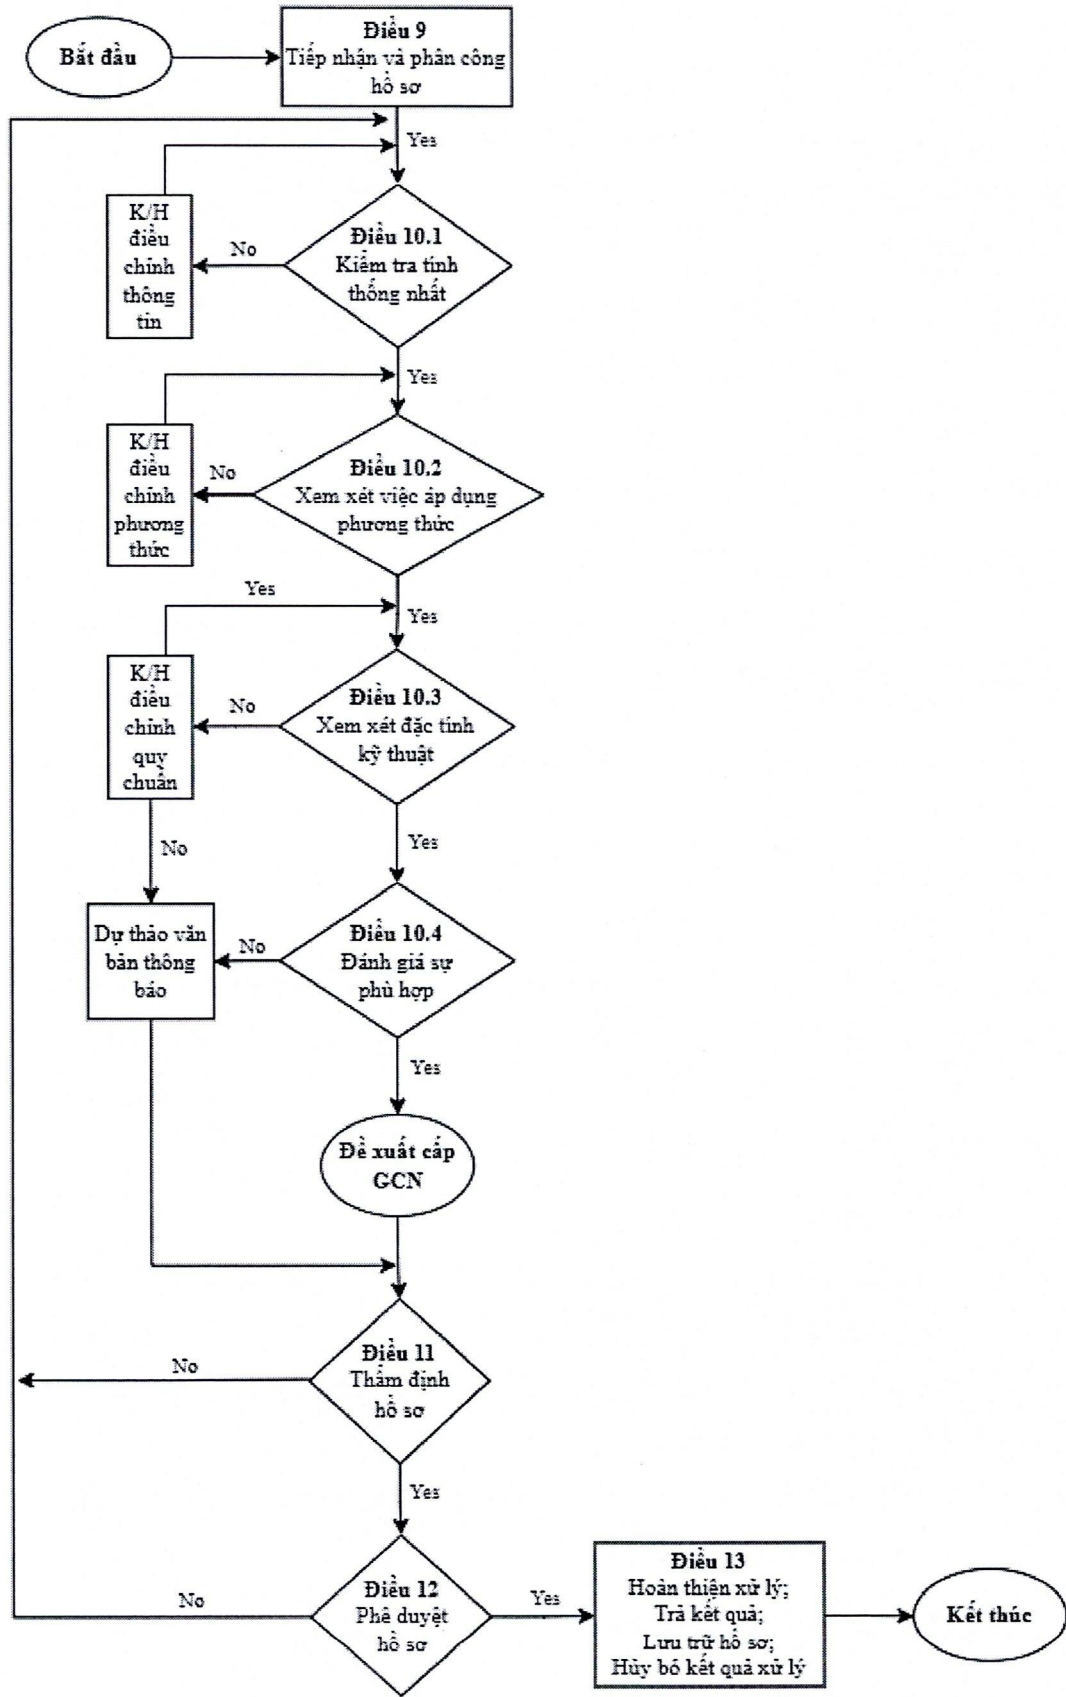 Bắt đầu
Điều 9
Tiếp nhận và phân công
hồ sơ
Yes
K/H
điều
chỉnh
thông
tin
No
Điều 10.1
Kiểm tra tính
thống nhất
Yes
K/H
điều
chỉnh
phương
thức
No
Điều 10.2
Xem xét việc áp dụng
phương thức
Yes
Yes
K/H
điều
chỉnh
quy
chuẩn
No
Điều 10.3
Xem xét đặc tính
kỹ thuật
No
Yes
Dự thảo văn
bản thông
báo
No
Điều 10.4
Đánh giá sự
phù hợp
Yes
Đề xuất cấp
GCN
No
Điều 11
Thẩm định
hồ sơ
Yes
No
Điều 12
Phê duyệt
hồ sơ
Yes
Điều 13
Hoàn thiện xử lý;
Trả kết quả;
Lưu trữ hồ sơ;
Hủy bỏ kết quả xử lý
Kết thúc